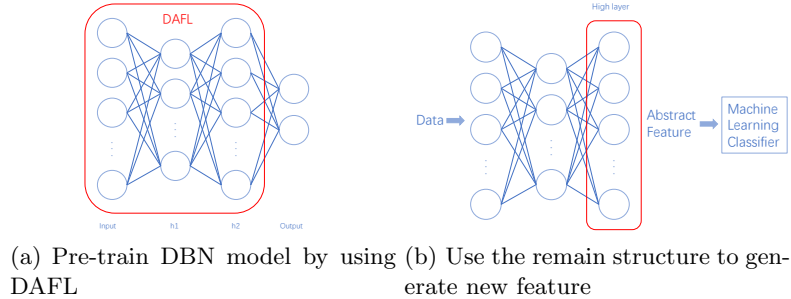 DAFL
Input
h1
h2
Output
High layer
Data
Abstract
Feature
Machine
Learning
Classifier
(a) Pre-train DBN model by using
DAFL
(b) Use the remain structure to gen-
erate new feature